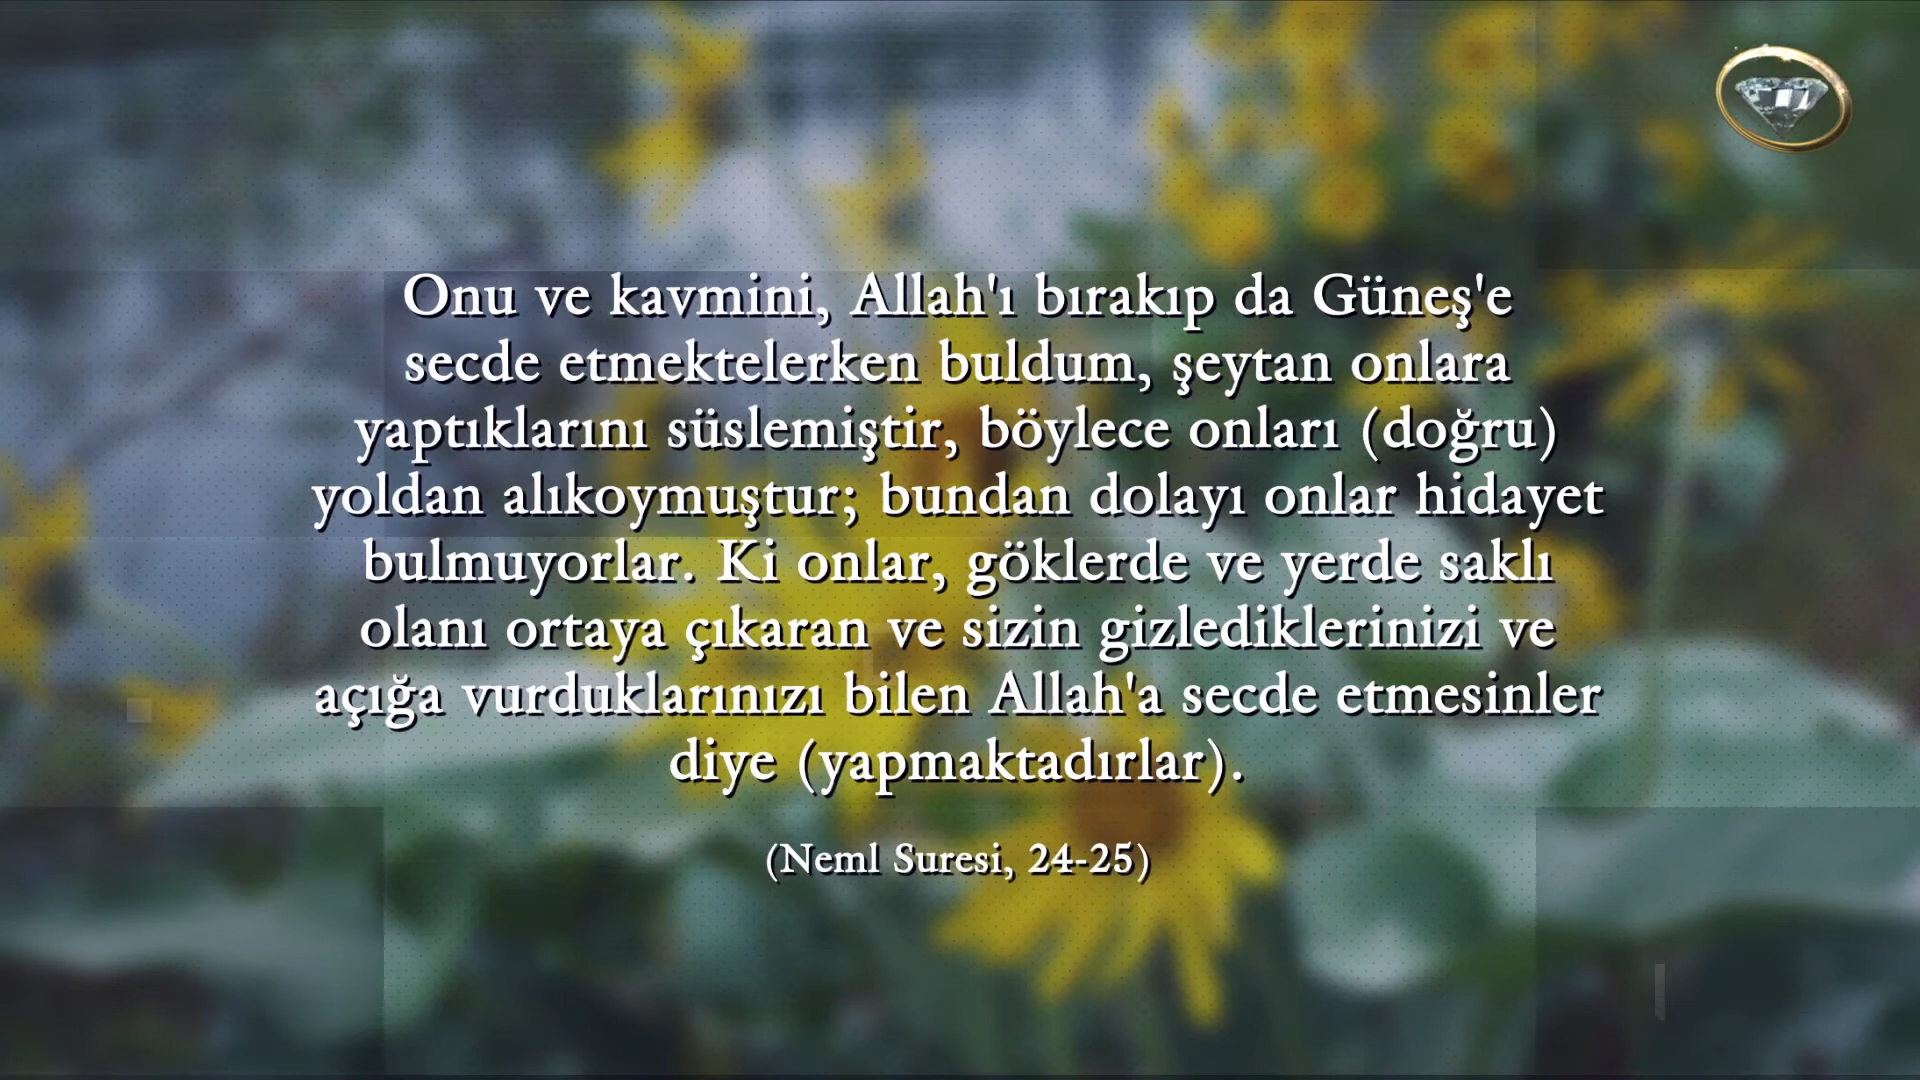 Onu ve kavmini, Allah'ı bırakıp da Güneş'e
secde etmektelerken buldum, şeytan onlara
yaptıklarını süslemiştir, böylece onları (doğru)
yoldan alıkoymuştur; bundan dolayı onlar hidayet
bulmuyorlar. Ki onlar, göklerde ve yerde saklı
olanı ortaya çıkaran ve sizin gizlediklerinizi ve
açığa vurduklarınızı bilen Allah'a secde etmesinler
diye (yapmaktadırlar).
(Neml Suresi, 24-25)